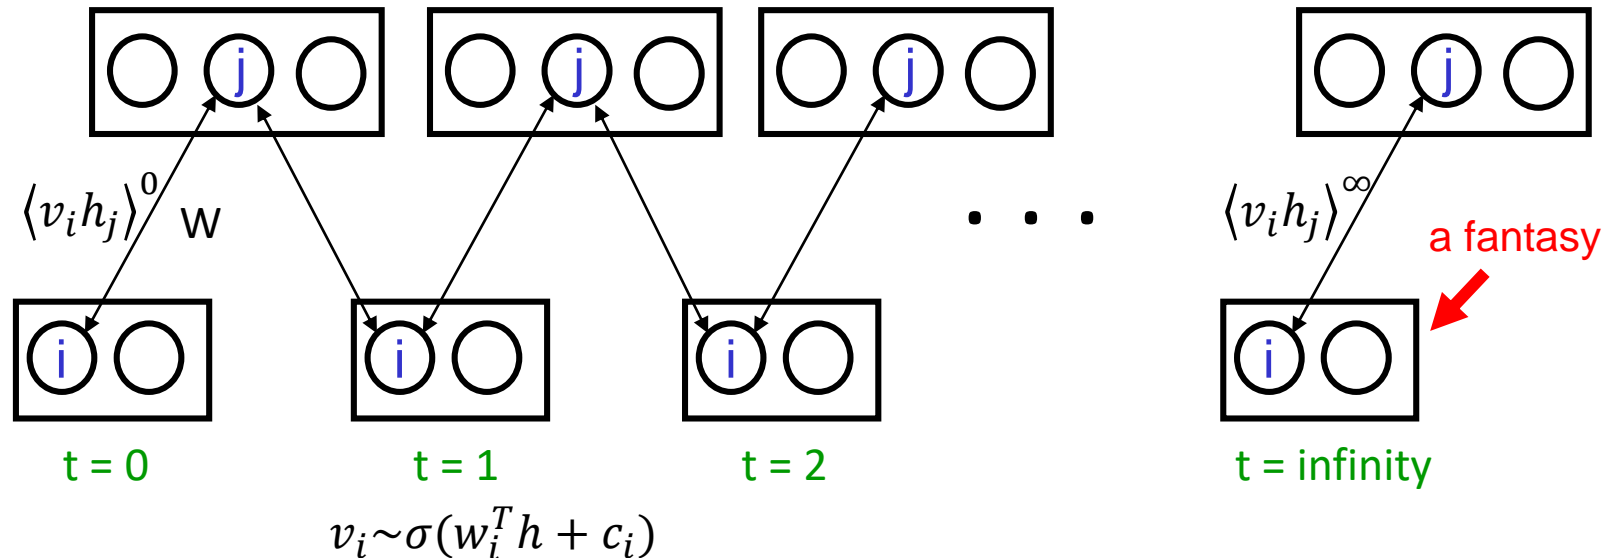 j j j j
⟨v_i h_j⟩^0 W . . . ⟨v_i h_j⟩^∞ a fantasy
i i i i
t = 0 t = 1 t = 2 t = infinity
v_i~σ(w_i^T h + c_i)